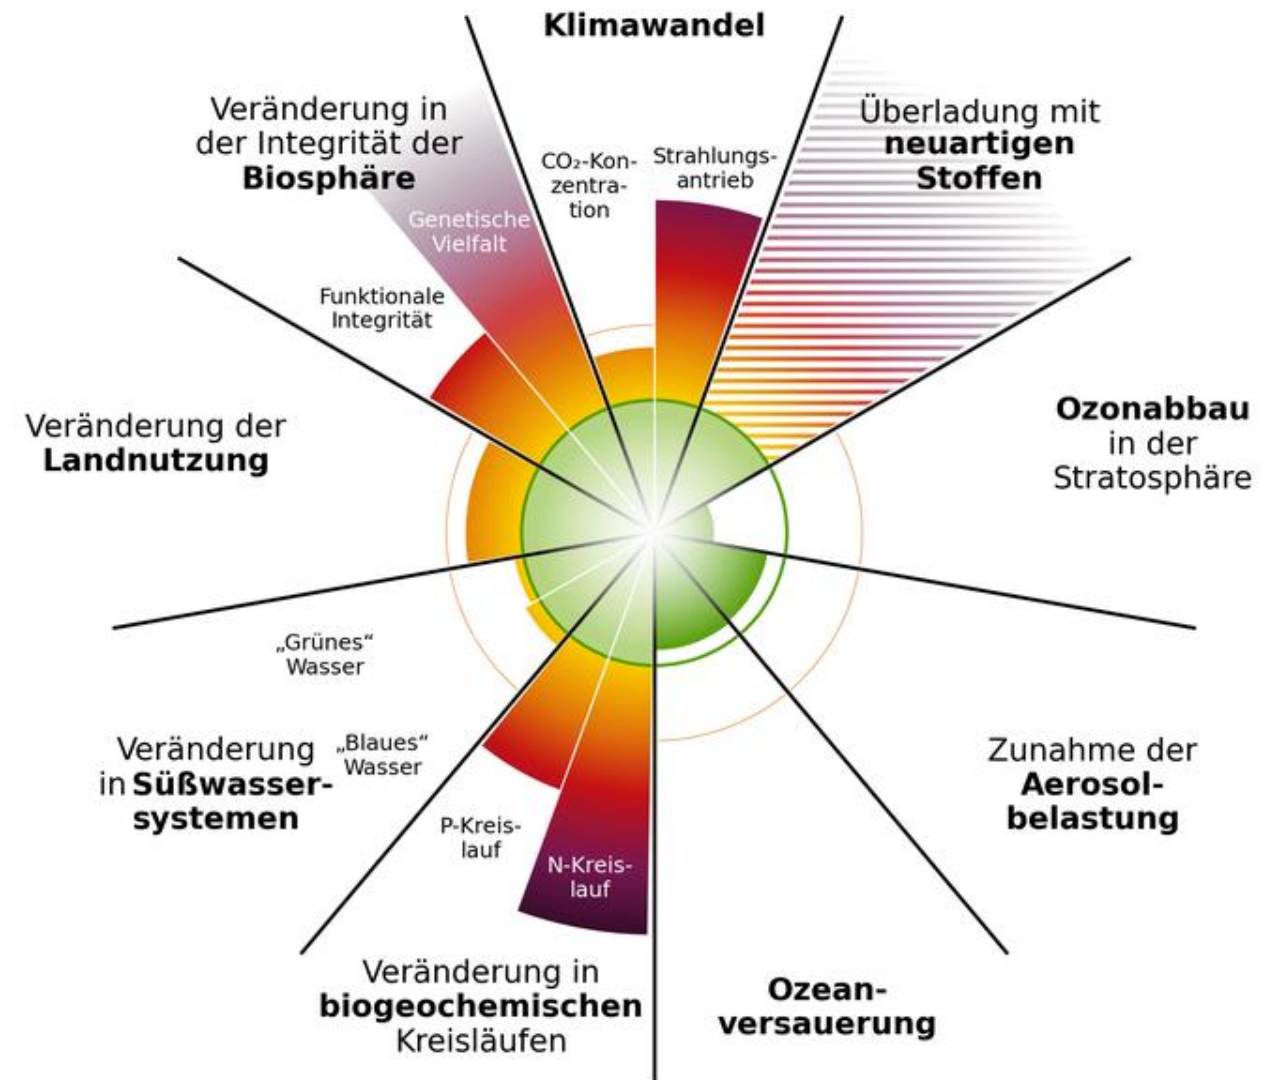 Klimawandel
CO₂-Kon-
zentra-
tion
Strahlungs-
antrieb
Überladung mit
neuartigen
Stoffen
Ozonabbau
in der
Stratosphäre
Zunahme der
Aerosol-
belastung
Ozean-
versauerung
Veränderung in
biogeochemischen
Kreisläufen
P-Kreis-
lauf
N-Kreis-
lauf
Veränderung
in Süßwasser-
systemen
„Blaues“
Wasser
„Grünes“
Wasser
Veränderung der
Landnutzung
Veränderung in
der Integrität der
Biosphäre
Funktionale
Integrität
Genetische
Vielfalt